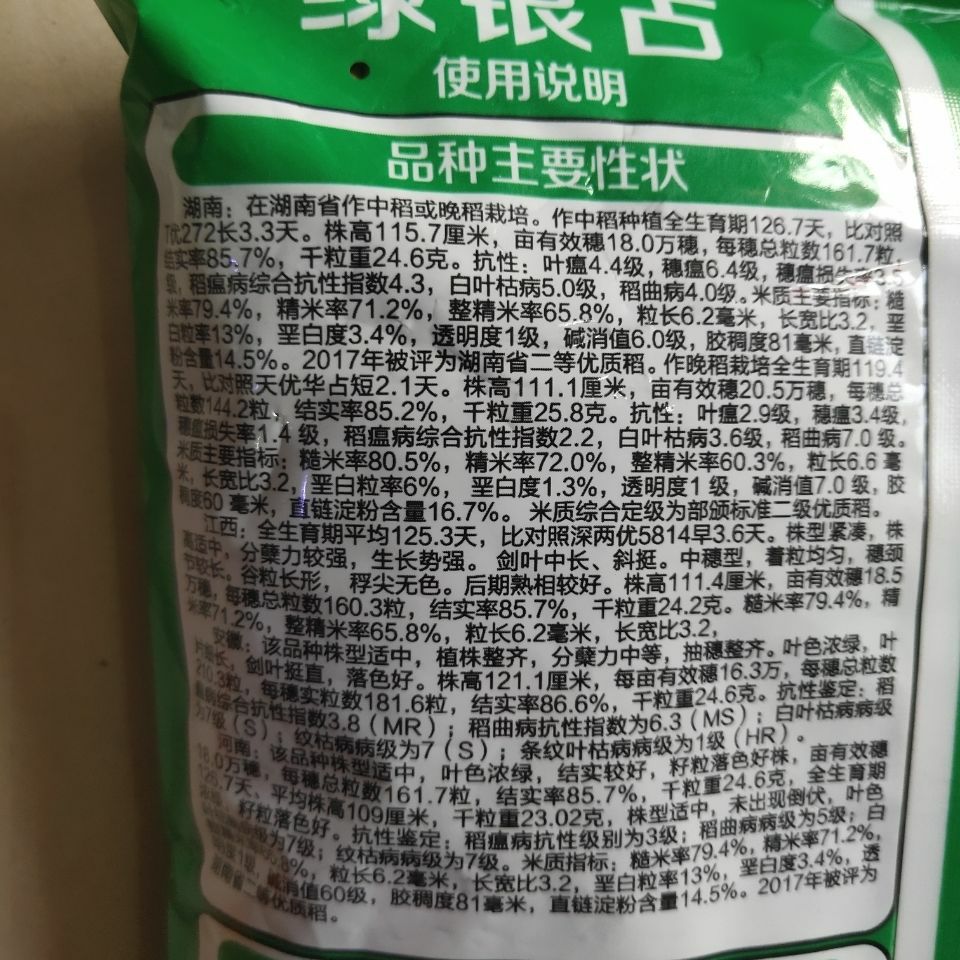 绿银占
使用说明
品种主要性状
湖南：在湖南省作中稻或晚稻栽培。作中稻种植全生育期126.7天，比对照
T优272长3.3天。株高115.7厘米，亩有效穗18.0万穗，每穗总粒数161.7粒，
结实率85.7%，千粒重24.6克。抗性：叶瘟4.4级，穗瘟6.4级，穗瘟损失率3.5
级，稻瘟病综合抗性指数4.3，白叶枯病5.0级，稻曲病4.0级。米质主要指标：糙
米率79.4%，精米率71.2%，整精米率65.8%，粒长6.2毫米，长宽比3.2，垩
白粒率13%，垩白度3.4%，透明度1级，碱消值6.0级，胶稠度81毫米，直链淀
粉含量14.5%。2017年被评为湖南省二等优质稻。作晚稻栽培全生育期119.4
天，比对照天优华占短2.1天。株高111.1厘米，亩有效穗20.5万穗，每穗总
粒数144.2粒，结实率85.2%，千粒重25.8克。抗性：叶瘟2.9级，穗瘟3.4级，
穗瘟损失率1.4 级，稻瘟病综合抗性指数2.2，白叶枯病3.6级，稻曲病7.0 级。
米质主要指标：糙米率80.5%，精米率72.0%，整精米率60.3%，粒长6.6 毫
米，长宽比3.2，垩白粒率6%，垩白度1.3%，透明度1 级，碱消值7.0 级，胶
稠度60 毫米，直链淀粉含量16.7%。米质综合定级为部颁标准二级优质稻。
江西：全生育期平均125.3天，比对照深两优5814早3.6天。株型紧凑，株
高适中，分蘖力较强，生长势强。剑叶中长、斜挺。中穗型，着粒均匀，穗颈
节较长。谷粒长形，稃尖无色。后期熟相较好。株高111.4厘米，亩有效穗18.5
万穗，每穗总粒数160.3粒，结实率85.7%，千粒重24.2克。糙米率79.4%，精
米率71.2%，整精米率65.8%，粒长6.2毫米，长宽比3.2，
安徽：该品种株型适中，植株整齐，分蘖力中等，抽穗整齐。叶色浓绿，叶
片细长。剑叶挺直，落色好。株高121.1厘米，每亩有效穗16.3万，每穗总粒数
210.3粒，每穗实粒数181.6粒，结实率86.6%，千粒重24.6克。抗性鉴定：稻
瘟病综合抗性指数3.8（MR）；稻曲病抗性指数为6.3（MS）；白叶枯病病级
为7级（S）；纹枯病病级为7（S）；条纹叶枯病病级为1级（HR）。
河南：该品种株型适中，叶色浓绿，结实较好，籽粒落色好株，亩有效穗
18.0万穗，每穗总粒数161.7粒，结实率85.7%，千粒重24.6克，全生育期
126.7天，平均株高109厘米，千粒重23.02克，株型适中，未出现倒伏，叶色
籽粒落色好。抗性鉴定：稻瘟病抗性级别为3级；稻曲病病级为5级；白
为7级；纹枯病病级为7级。米质指标：糙米率79.4%，精米率71.2%，
粒长6.2毫米，长宽比3.2，垩白粒率13%，垩白度3.4%，透
明度1级，碱消值60级，胶稠度81毫米，直链淀粉含量14.5%。2017年被评为
湖南省二等优质稻。